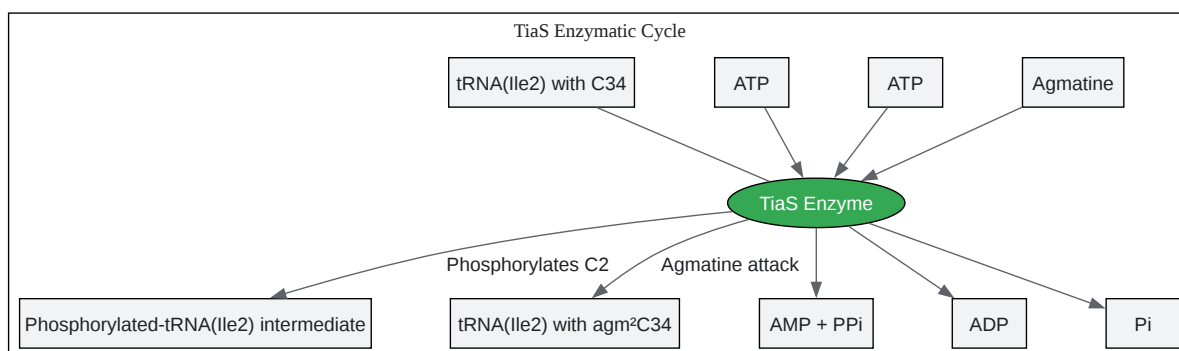 TiaS Enzymatic Cycle
tRNA(Ile2) with C34
ATP
ATP
Agmatine
TiaS Enzyme
Phosphorylates C2
Agmatine attack
Phosphorylated-tRNA(Ile2) intermediate
tRNA(Ile2) with agm²C34
AMP + PPi
ADP
Pi